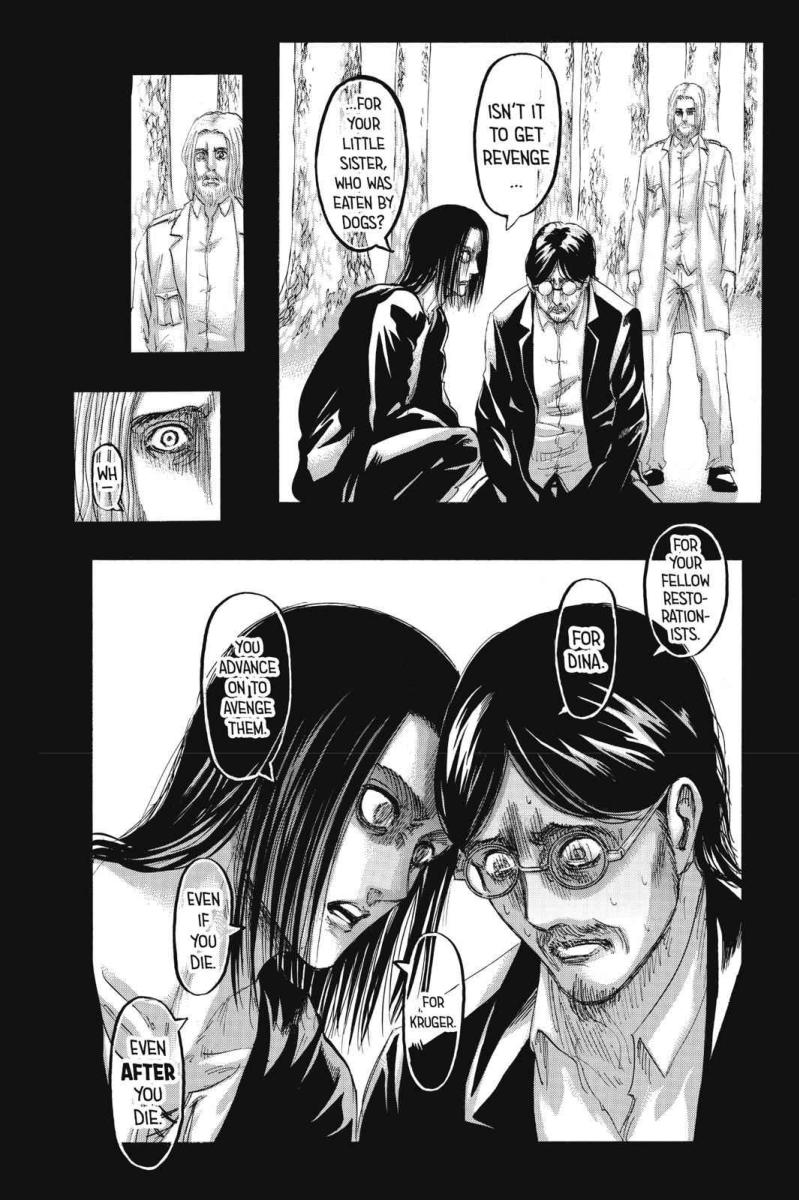 ISN'T IT
TO GET
REVENGE
...
...FOR
YOUR
LITTLE
SISTER,
WHO WAS
EATEN BY
DOGS?
WH
—
FOR
YOUR
FELLOW
RESTO-
RATION-
ISTS.
FOR
DINA.
FOR
KRUGER.
YOU
ADVANCE
ON TO
AVENGE
THEM.
EVEN
IF
YOU
DIE.
EVEN
AFTER
YOU
DIE.